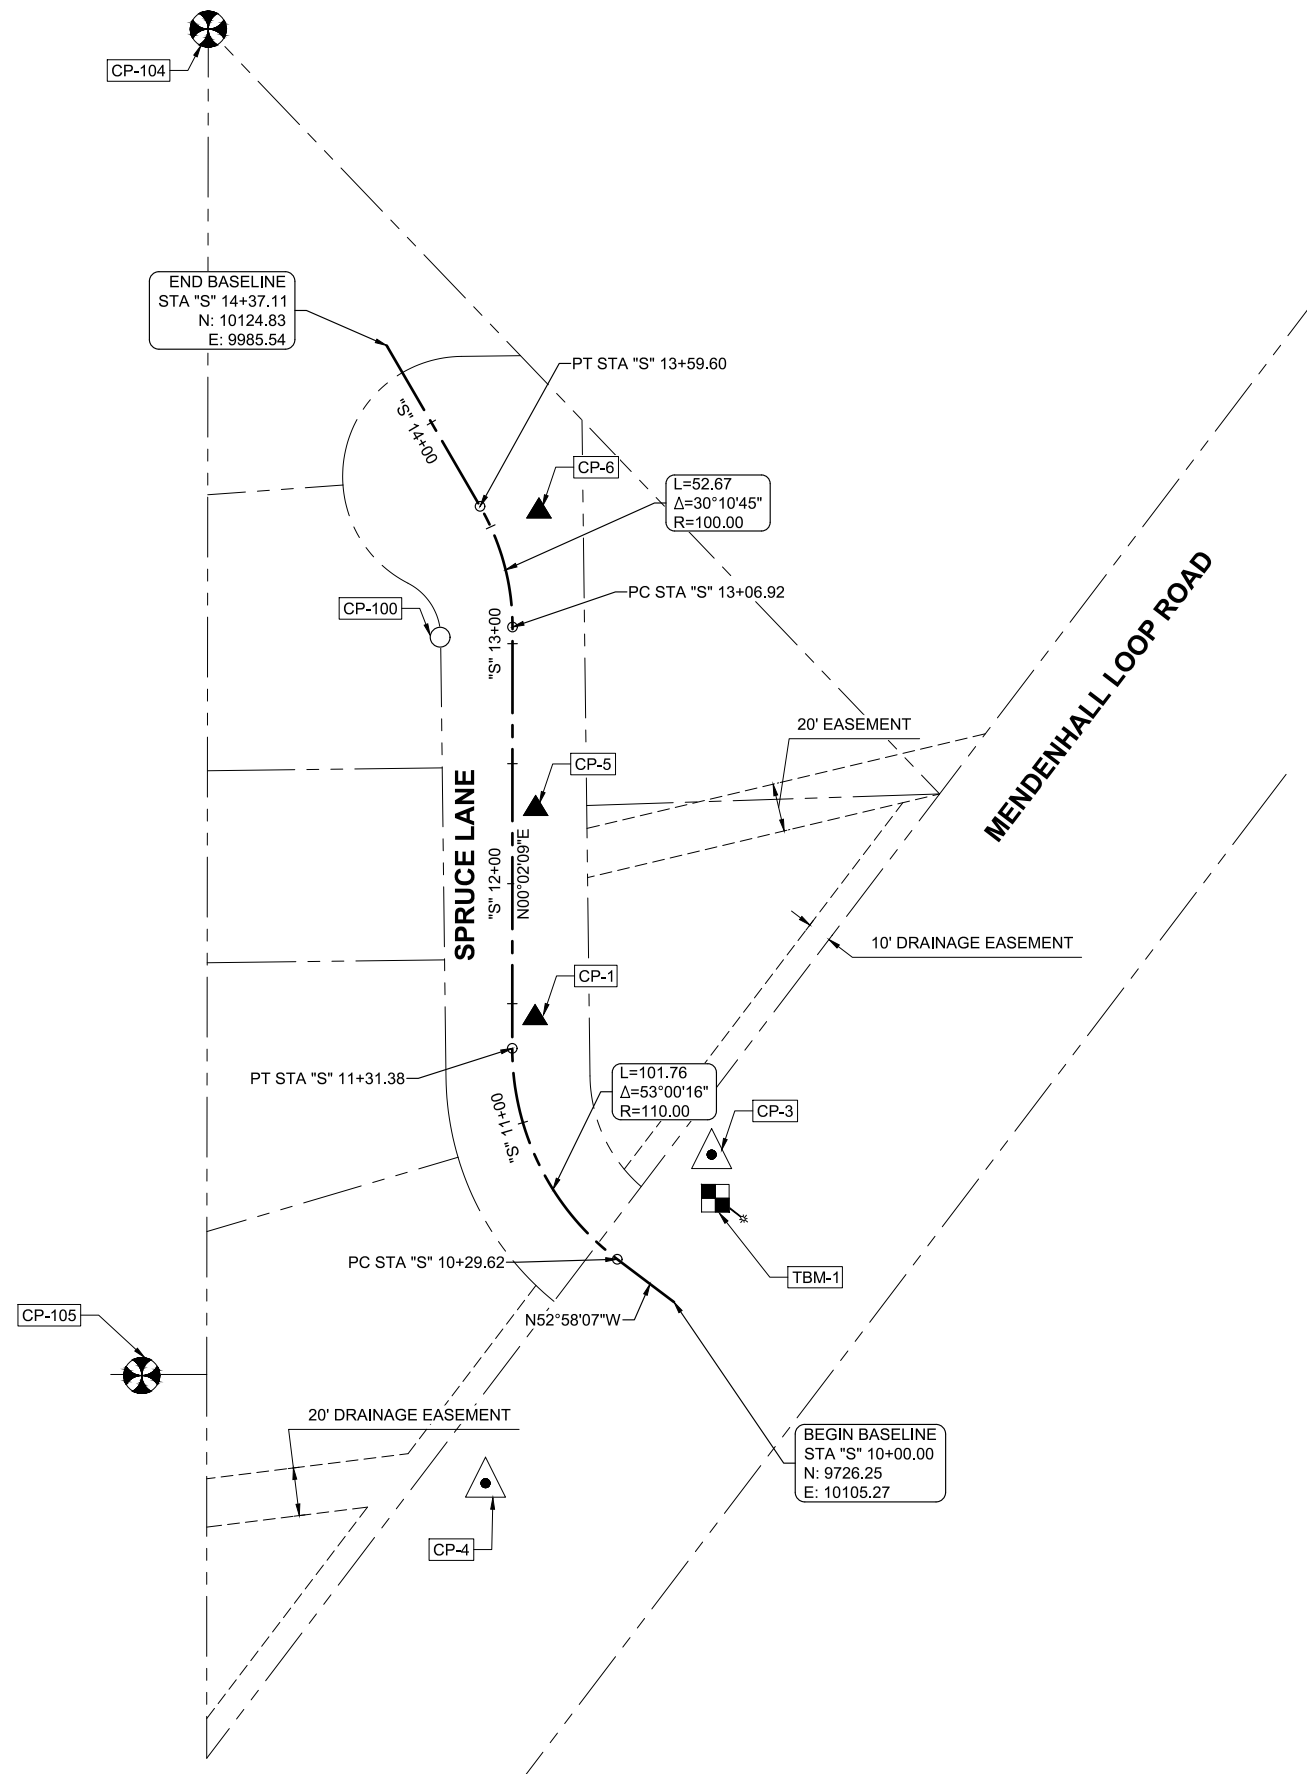 CP-104
END BASELINE
STA "S" 14+37.11
N: 10124.83
E: 9985.54
PT STA "S" 13+59.60
"S" 14+00
CP-6
L=52.67
Δ=30°10'45"
R=100.00
PC STA "S" 13+06.92
CP-100
"S" 13+00
MENDENHALL LOOP ROAD
20' EASEMENT
CP-5
SPRUCE LANE
"S" 12+00
N00°02'09"E
10' DRAINAGE EASEMENT
CP-1
PT STA "S" 11+31.38
L=101.76
Δ=53°00'16"
R=110.00
"S" 11+00
CP-3
PC STA "S" 10+29.62
TBM-1
CP-105
N52°58'07"W
20' DRAINAGE EASEMENT
BEGIN BASELINE
STA "S" 10+00.00
N: 9726.25
E: 10105.27
CP-4